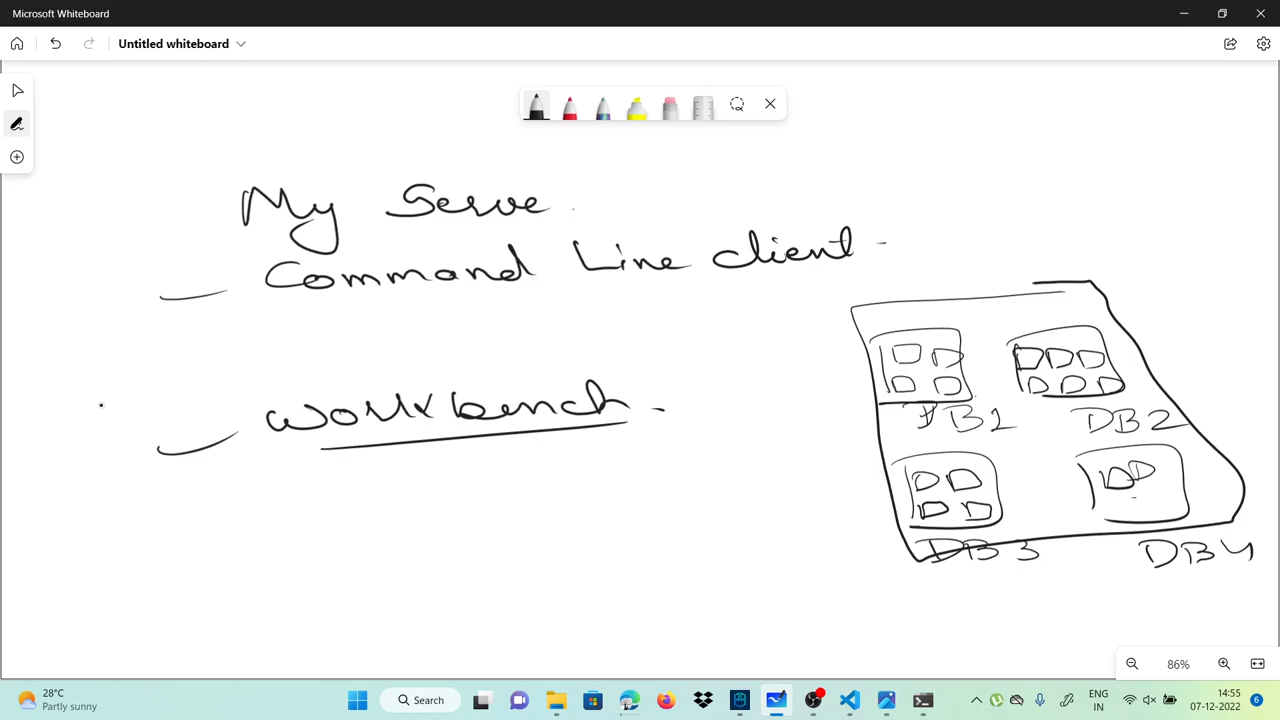 Microsoft Whiteboard
Untitled whiteboard
My Serve
Command Line client
Workbench
DB1
DB2
DB3
DB4
86%
28°C
Partly sunny
Search
ENG
IN
14:55
07-12-2022
6